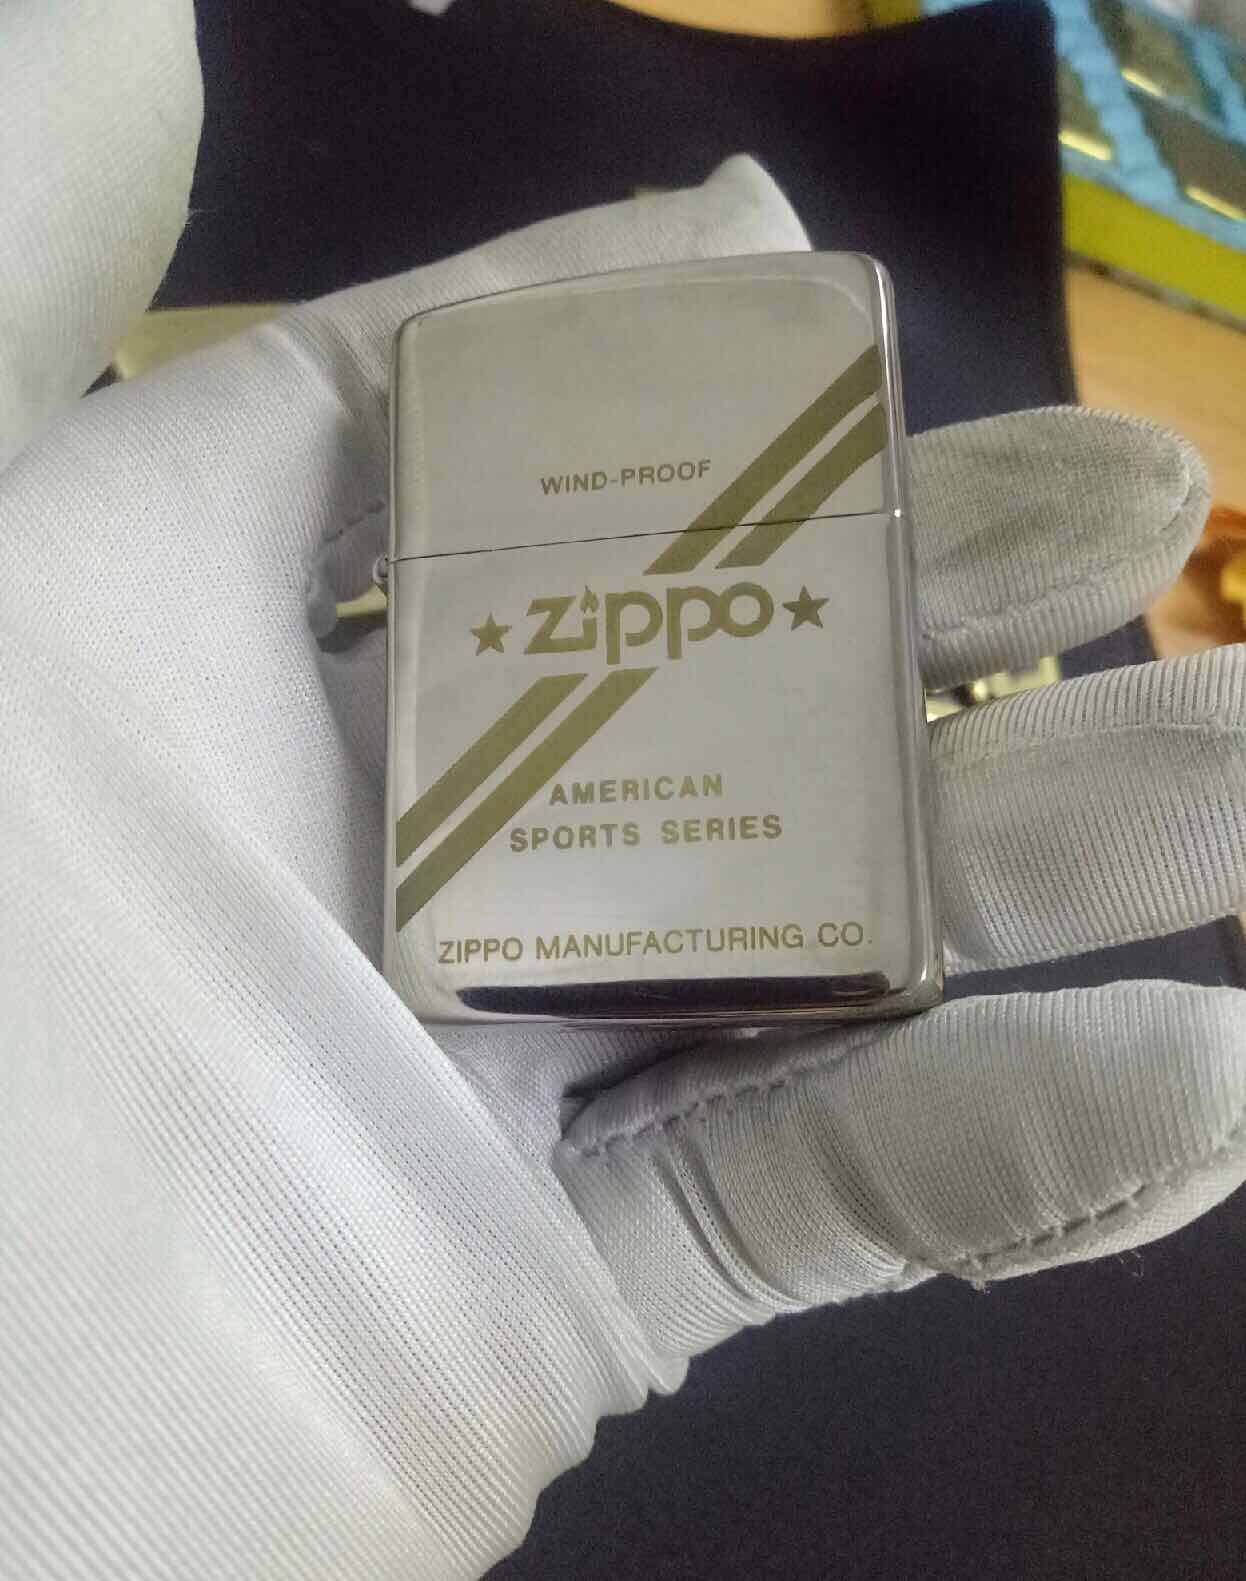 WIND-PROOF
★ Zippo ★
AMERICAN
SPORTS SERIES
ZIPPO MANUFACTURING CO.